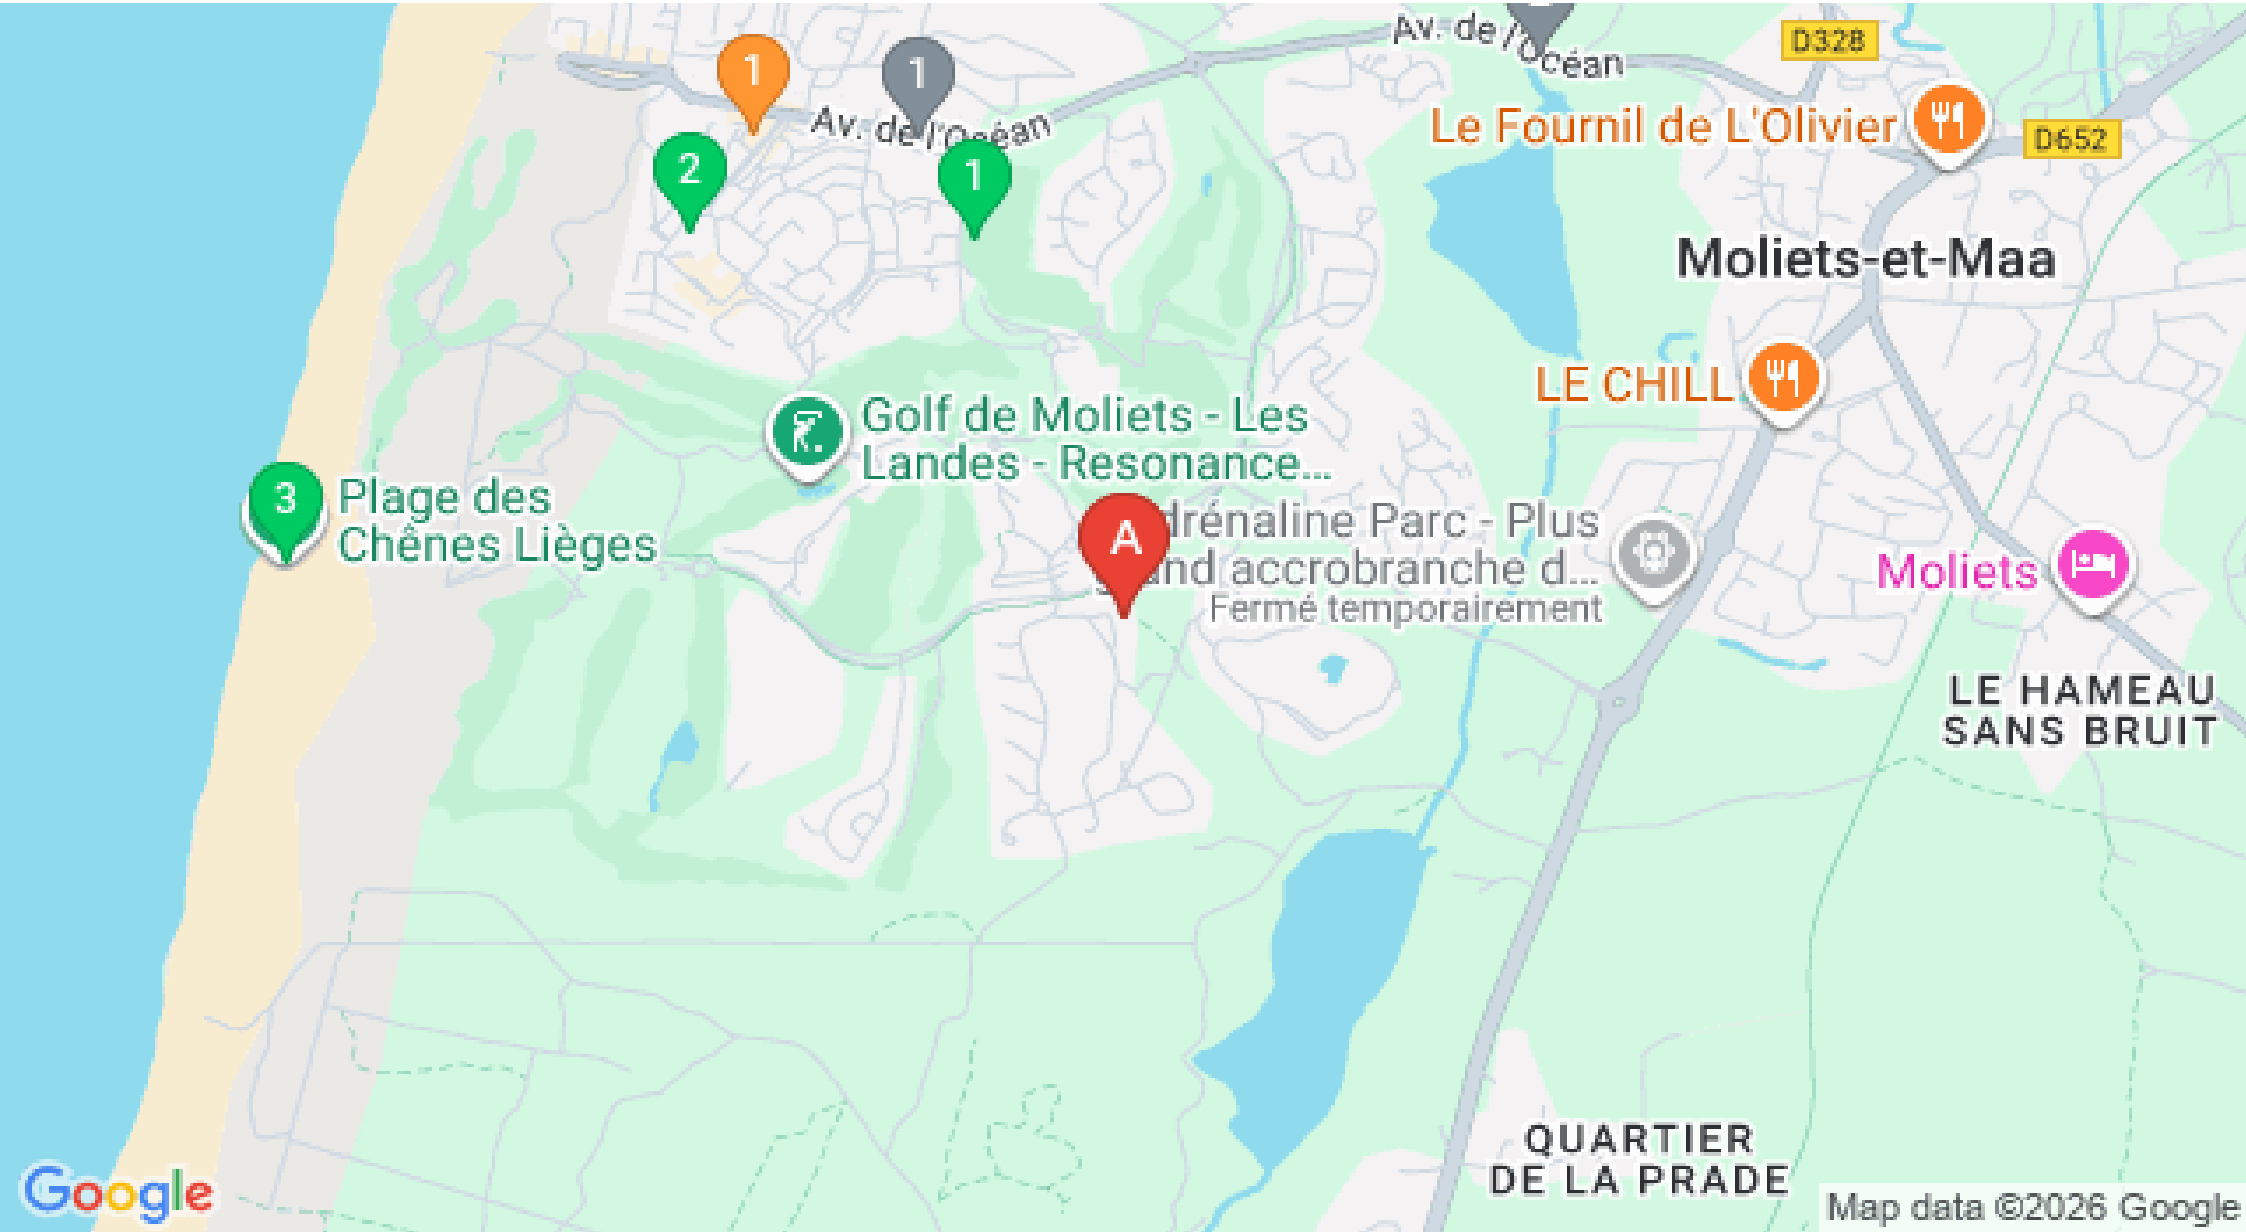 Av. de l'Océan
D328
1
1
Av. de l'Océan
Le Fournil de L'Olivier
D652
2
1
Moliets-et-Maa
LE CHILL
Golf de Moliets - Les
Landes - Resonance...
3
Plage des
Chênes Lièges
A
drénaline Parc - Plus
and accrobranche d...
Fermé temporairement
Moliets
LE HAMEAU
SANS BRUIT
QUARTIER
DE LA PRADE
Google
Map data ©2026 Google